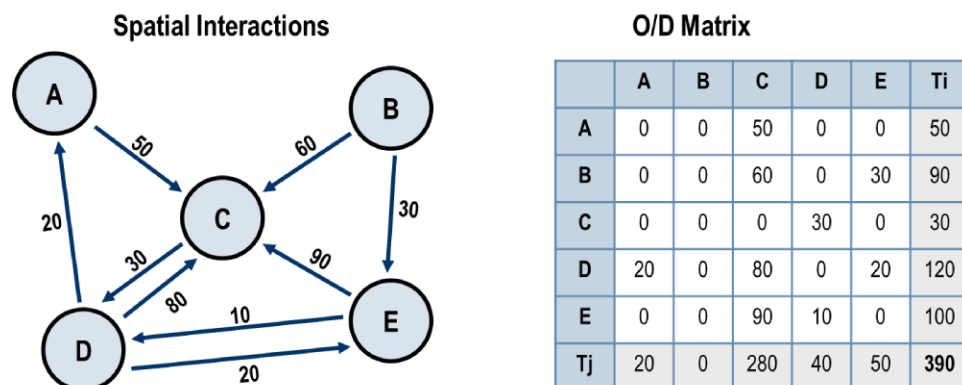 Spatial Interactions
A
B
50
60
20
C
30
30
90
80
10
D
E
20
O/D Matrix
A B C D E Ti
A 0 0 50 0 0 50
B 0 0 60 0 30 90
C 0 0 0 30 0 30
D 20 0 80 0 20 120
E 0 0 90 10 0 100
Tj 20 0 280 40 50 390